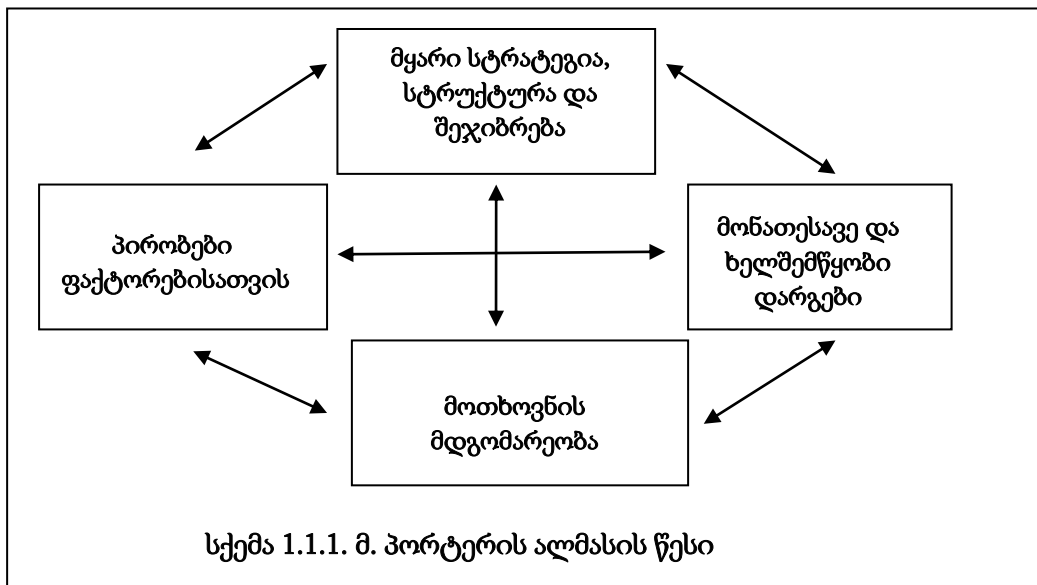 მყარი სტრატეგია,
სტრუქტურა და
შეჯიბრება
პირობები
ფაქტორებისათვის
მონათესავე და
ხელშემწყობი
დარგები
მოთხოვნის
მდგომარეობა
სქემა 1.1.1. მ. პორტერის ალმასის წესი